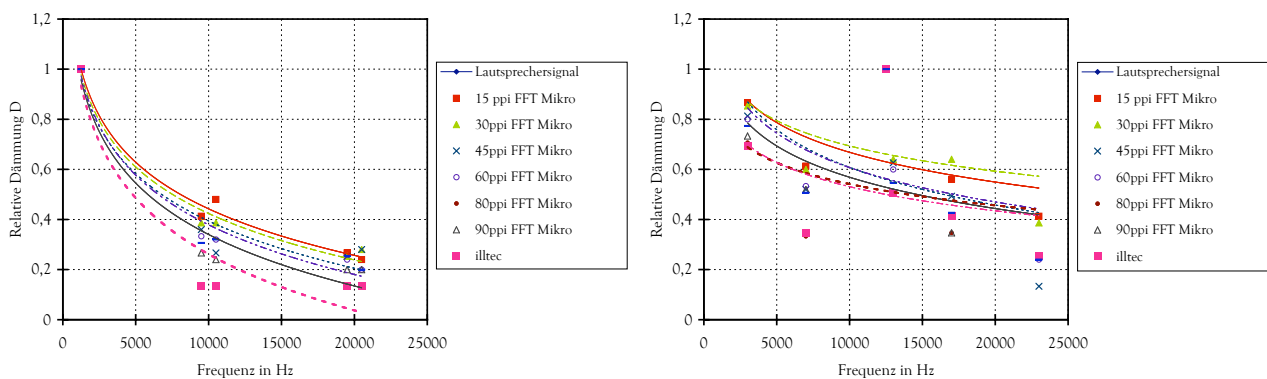 1,2
1
0,8
0,6
0,4
0,2
0
Relative Dämmung D
0 5000 10000 15000 20000 25000
Frequenz in Hz
Lautsprechersignal
15 ppi FFT Mikro
30ppi FFT Mikro
45ppi FFT Mikro
60ppi FFT Mikro
80ppi FFT Mikro
90ppi FFT Mikro
illtec
1,2
1
0,8
0,6
0,4
0,2
0
Relative Dämmung D
0 5000 10000 15000 20000 25000
Frequenz in Hz
Lautsprechersignal
15 ppi FFT Mikro
30ppi FFT Mikro
45ppi FFT Mikro
60ppi FFT Mikro
80ppi FFT Mikro
90ppi FFT Mikro
illtec